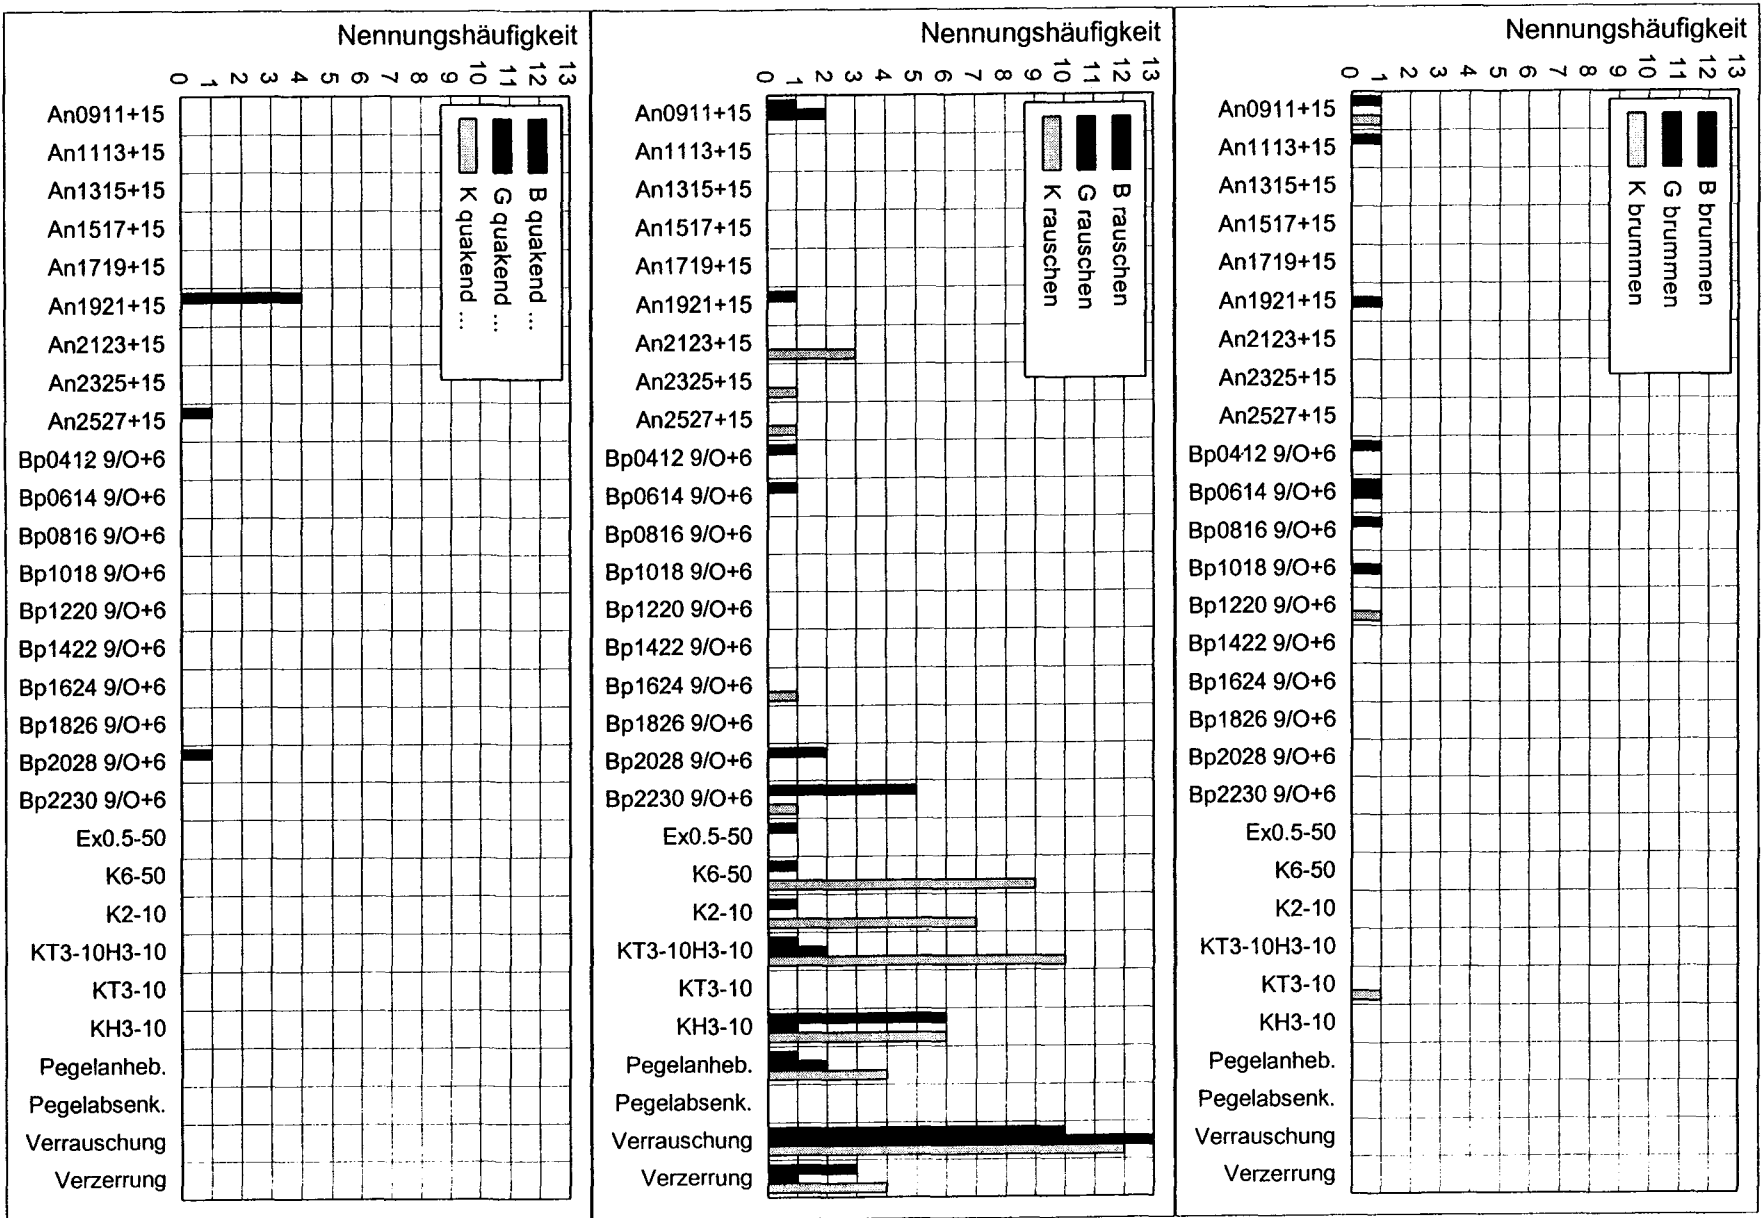 Nennungshäufigkeit
0 1 2 3 4 5 6 7 8 9 10 11 12 13
B quakend ...
G quakend ...
K quakend ...
An0911+15
An1113+15
An1315+15
An1517+15
An1719+15
An1921+15
An2123+15
An2325+15
An2527+15
Bp0412 9/O+6
Bp0614 9/O+6
Bp0816 9/O+6
Bp1018 9/O+6
Bp1220 9/O+6
Bp1422 9/O+6
Bp1624 9/O+6
Bp1826 9/O+6
Bp2028 9/O+6
Bp2230 9/O+6
Ex0.5-50
K6-50
K2-10
KT3-10H3-10
KT3-10
KH3-10
Pegelanheb.
Pegelabsenk.
Verrauschung
Verzerrung
Nennungshäufigkeit
0 1 2 3 4 5 6 7 8 9 10 11 12 13
B rauschen
G rauschen
K rauschen
An0911+15
An1113+15
An1315+15
An1517+15
An1719+15
An1921+15
An2123+15
An2325+15
An2527+15
Bp0412 9/O+6
Bp0614 9/O+6
Bp0816 9/O+6
Bp1018 9/O+6
Bp1220 9/O+6
Bp1422 9/O+6
Bp1624 9/O+6
Bp1826 9/O+6
Bp2028 9/O+6
Bp2230 9/O+6
Ex0.5-50
K6-50
K2-10
KT3-10H3-10
KT3-10
KH3-10
Pegelanheb.
Pegelabsenk.
Verrauschung
Verzerrung
Nennungshäufigkeit
0 1 2 3 4 5 6 7 8 9 10 11 12 13
B brummen
G brummen
K brummen
An0911+15
An1113+15
An1315+15
An1517+15
An1719+15
An1921+15
An2123+15
An2325+15
An2527+15
Bp0412 9/O+6
Bp0614 9/O+6
Bp0816 9/O+6
Bp1018 9/O+6
Bp1220 9/O+6
Bp1422 9/O+6
Bp1624 9/O+6
Bp1826 9/O+6
Bp2028 9/O+6
Bp2230 9/O+6
Ex0.5-50
K6-50
K2-10
KT3-10H3-10
KT3-10
KH3-10
Pegelanheb.
Pegelabsenk.
Verrauschung
Verzerrung